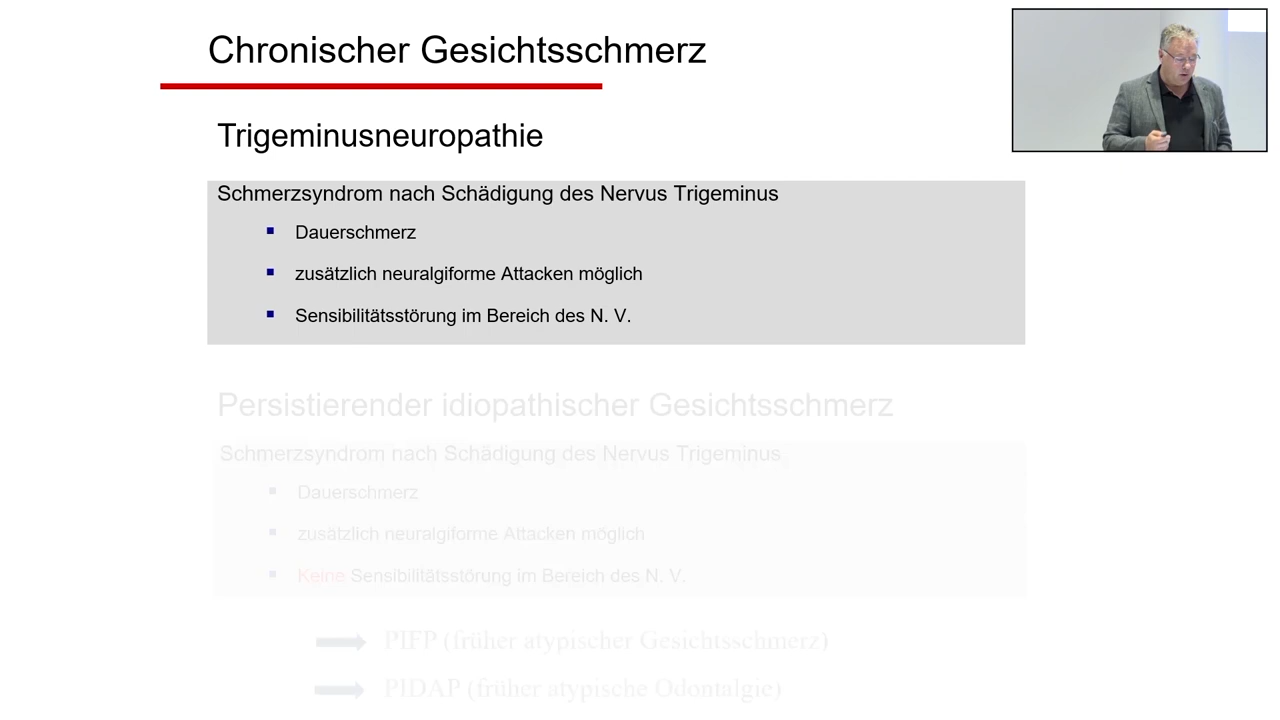 Chronischer Gesichtsschmerz
Trigeminusneuropathie
Schmerzsyndrom nach Schädigung des Nervus Trigeminus
Dauerschmerz
zusätzlich neuralgiforme Attacken möglich
Sensibilitätsstörung im Bereich des N. V.
Persistierender idiopathischer Gesichtsschmerz
Schmerzsyndrom nach Schädigung des Nervus Trigeminus
Dauerschmerz
zusätzlich neuralgiforme Attacken möglich
Keine Sensibilitätsstörung im Bereich des N. V.
PIFP (früher atypischer Gesichtsschmerz)
PIDAP (früher atypische Odontalgie)